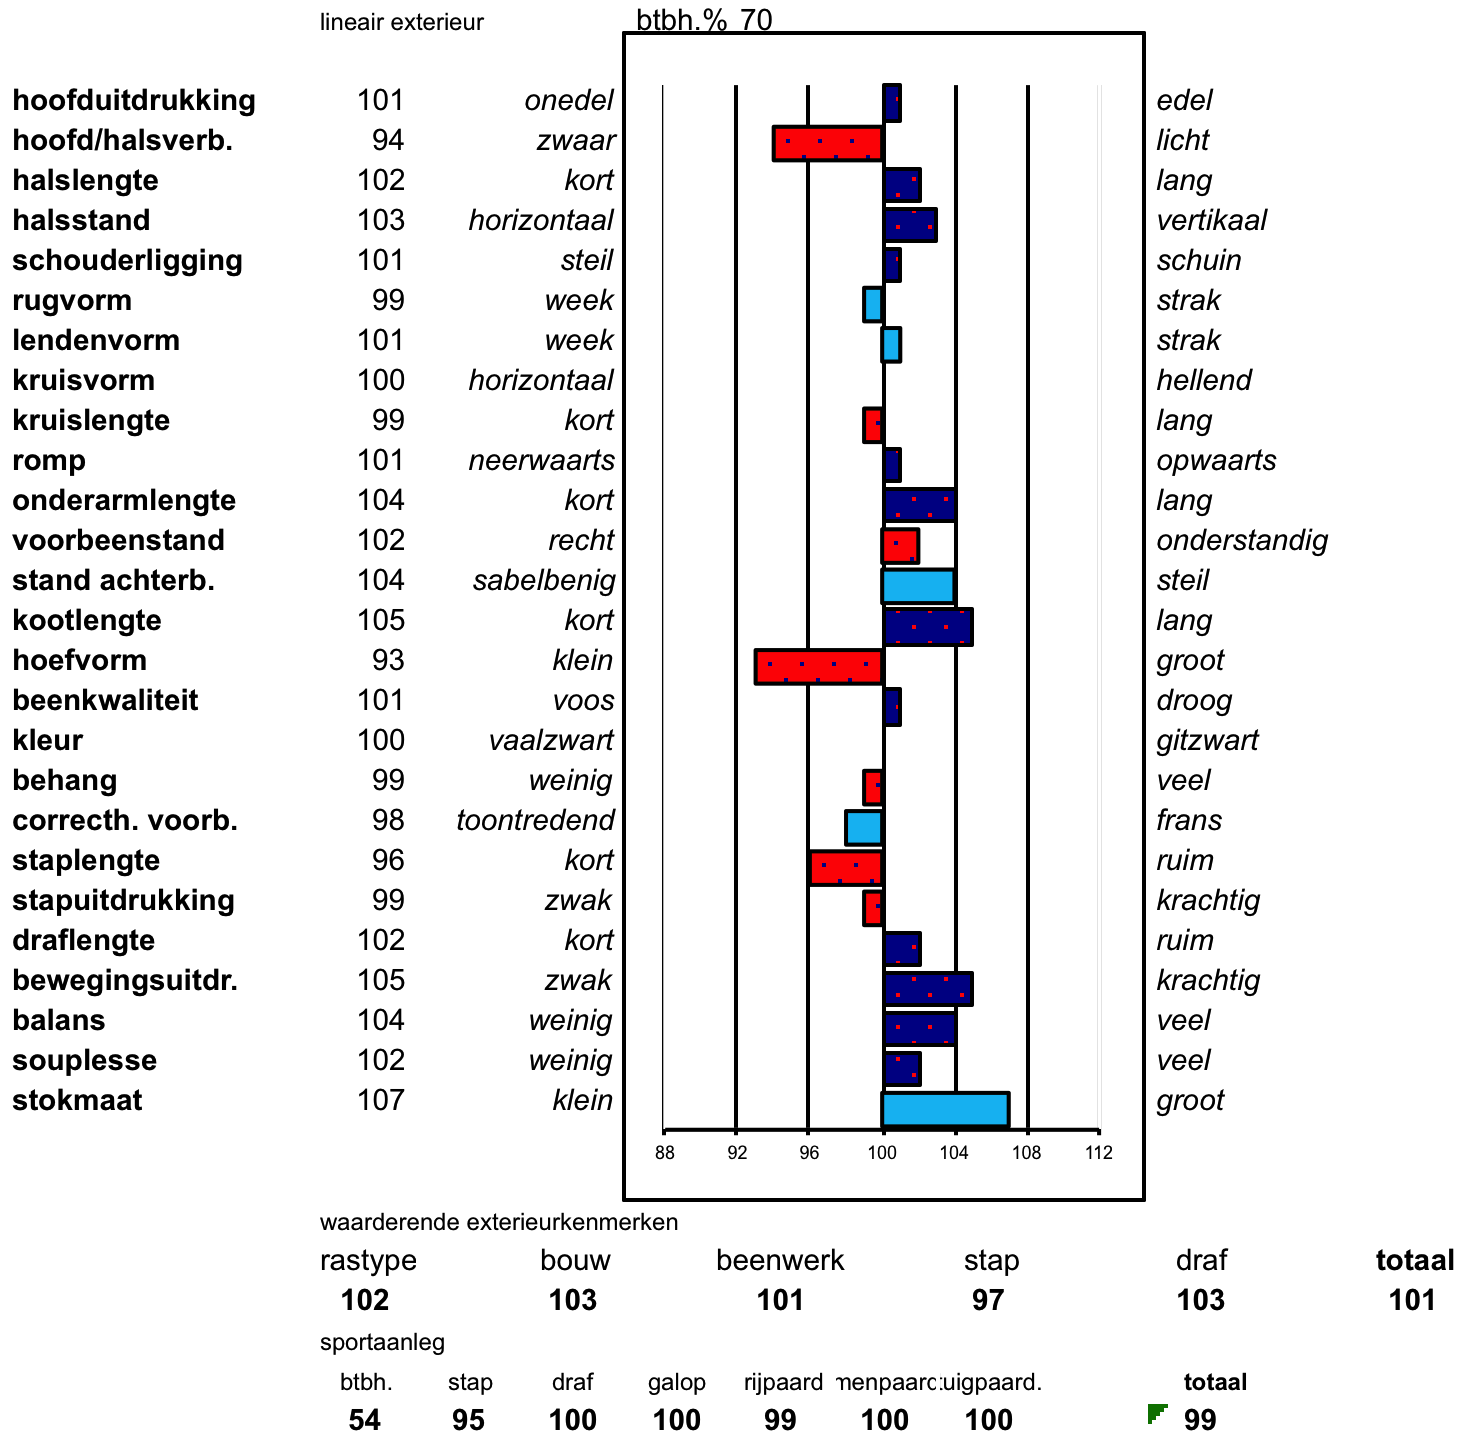 lineair exterieur btbh.% 70
hoofduitdrukking 101 onedel edel
hoofd/halsverb. 94 zwaar licht
halslengte 102 kort lang
halsstand 103 horizontaal vertikaal
schouderligging 101 steil schuin
rugvorm 99 week strak
lendenvorm 101 week strak
kruisvorm 100 horizontaal hellend
kruislengte 99 kort lang
romp 101 neerwaarts opwaarts
onderarmlengte 104 kort lang
voorbeenstand 102 recht onderstandig
stand achterb. 104 sabelbenig steil
kootlengte 105 kort lang
hoefvorm 93 klein groot
beenkwaliteit 101 voos droog
kleur 100 vaalzwart gitzwart
behang 99 weinig veel
correcth. voorb. 98 toontredend frans
staplengte 96 kort ruim
stapuitdrukking 99 zwak krachtig
draflengte 102 kort ruim
bewegingsuitdr. 105 zwak krachtig
balans 104 weinig veel
souplesse 102 weinig veel
stokmaat 107 klein groot
88 92 96 100 104 108 112
waarderende exterieurkenmerken
rastype bouw beenwerk stap draf totaal
102 103 101 97 103 101
sportaanleg
btbh. stap draf galop rijpaard totaal
54 95 100 100 99 100 100 99